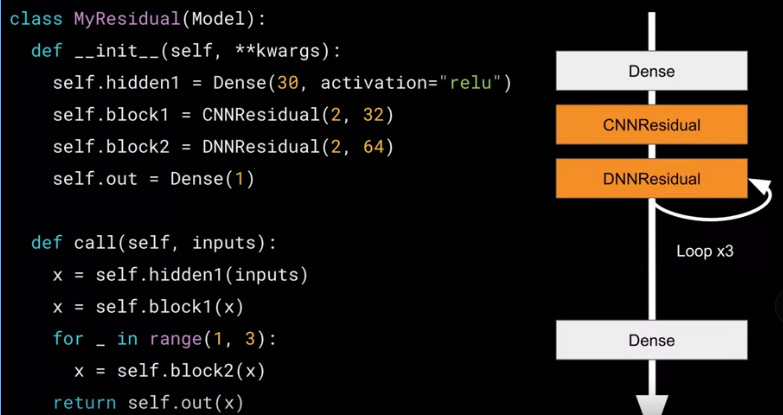 class MyResidual(Model):
  def __init__(self, **kwargs):
    self.hidden1 = Dense(30, activation="relu")
    self.block1 = CNNResidual(2, 32)
    self.block2 = DNNResidual(2, 64)
    self.out = Dense(1)
  def call(self, inputs):
    x = self.hidden1(inputs)
    x = self.block1(x)
    for _ in range(1, 3):
      x = self.block2(x)
    return self.out(x)
Dense
CNNResidual
DNNResidual
Loop x3
Dense